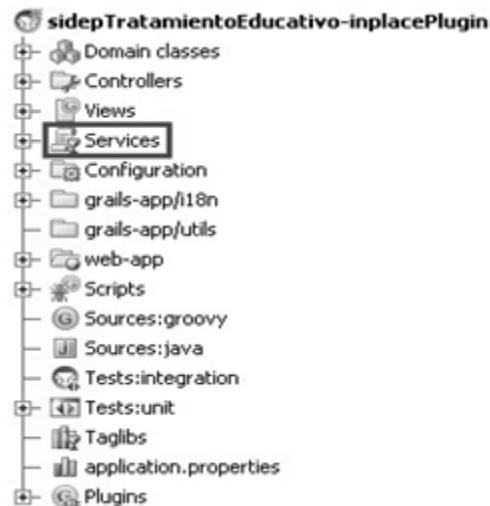 sidepTratamientoEducativo-inplacePlugin
Domain classes
Controllers
Views
Services
Configuration
grails-app/i18n
grails-app/utils
web-app
Scripts
Sources:groovy
Sources:java
Tests:integration
Tests:unit
Taglibs
application.properties
Plugins